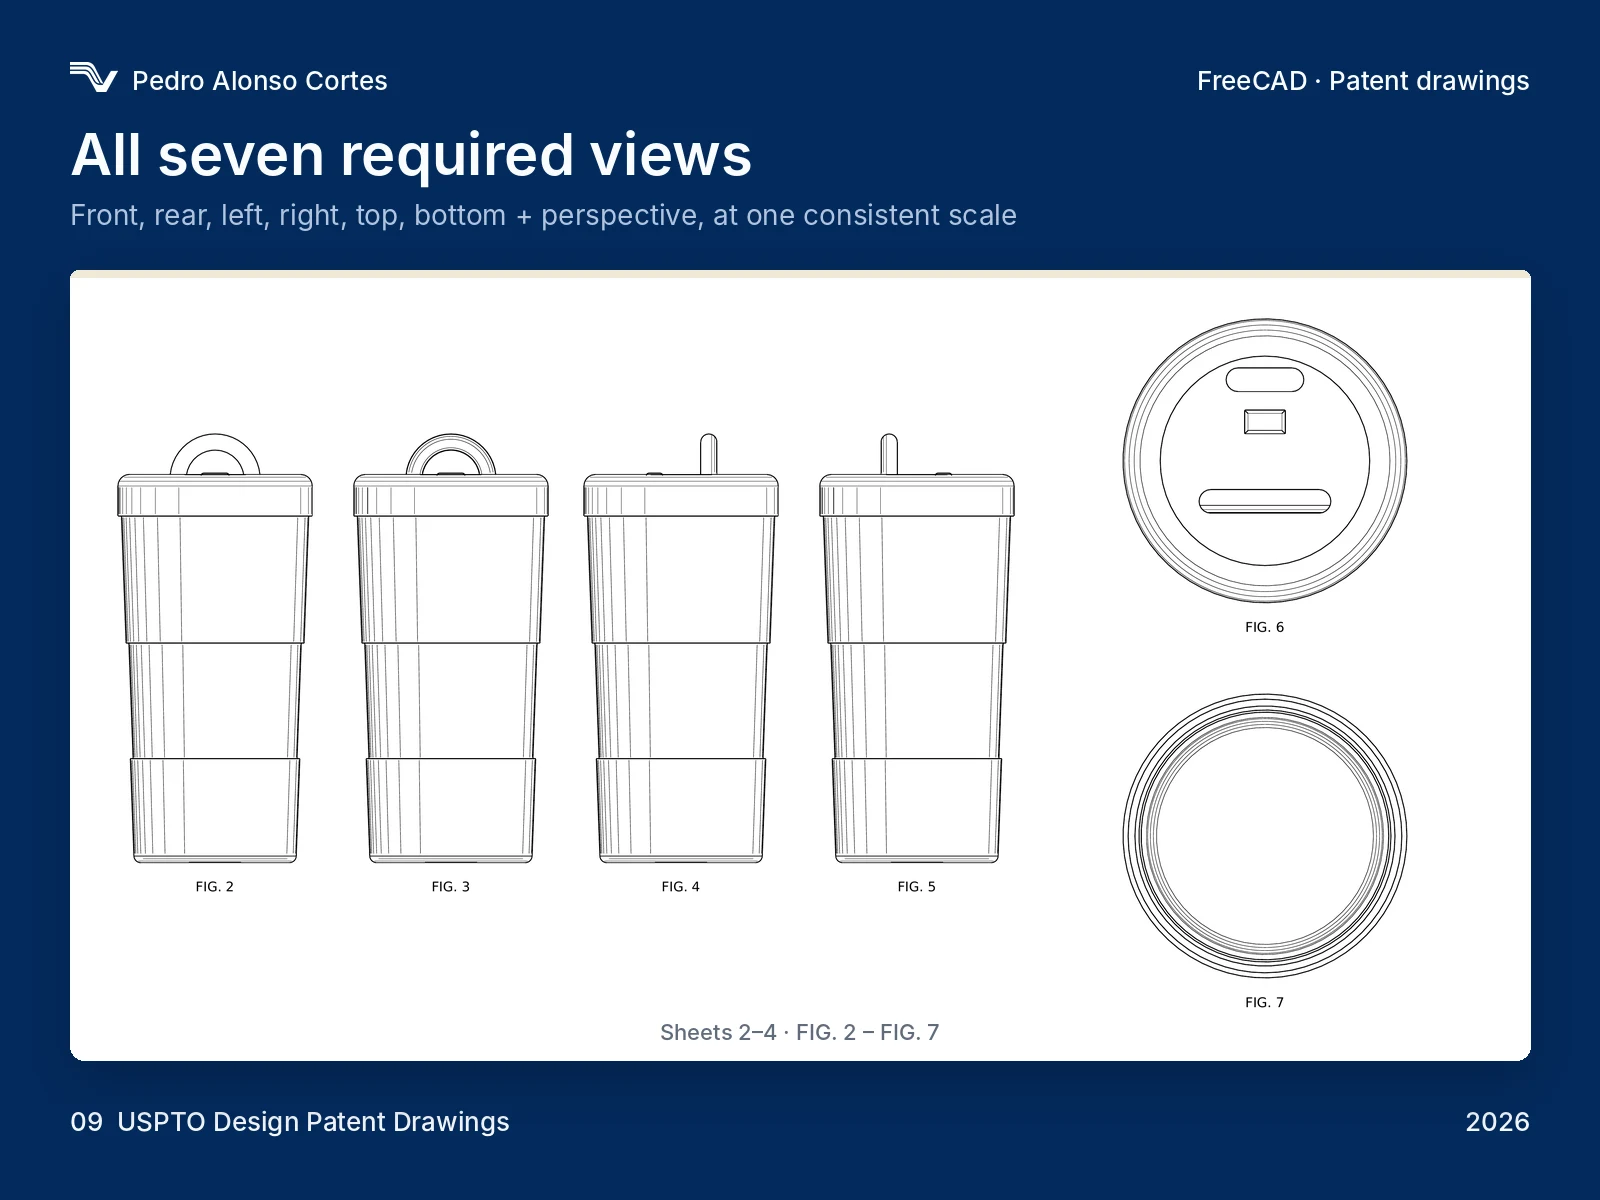 Pedro Alonso Cortes
FreeCAD · Patent drawings
All seven required views
Front, rear, left, right, top, bottom + perspective, at one consistent scale
FIG. 2
FIG. 3
FIG. 4
FIG. 5
FIG. 6
FIG. 7
Sheets 2–4 · FIG. 2 – FIG. 7
09 USPTO Design Patent Drawings
2026